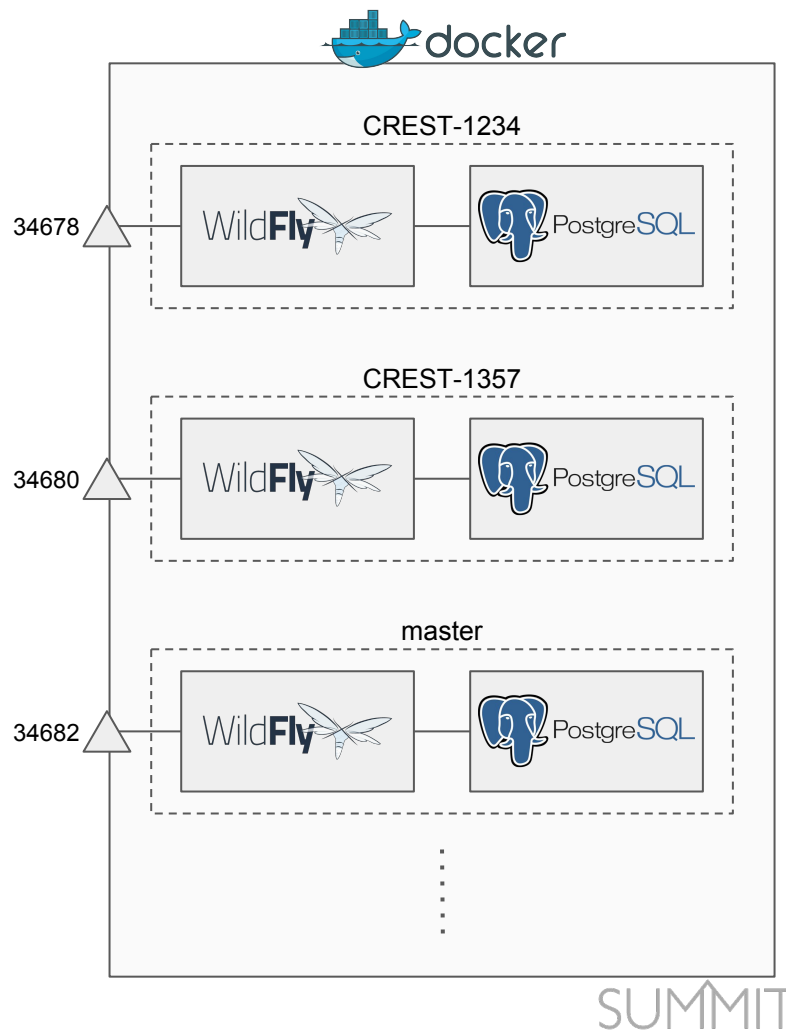 docker
CREST-1234
34678
WildFly
PostgreSQL
CREST-1357
34680
WildFly
PostgreSQL
master
34682
WildFly
PostgreSQL
SUMMIT